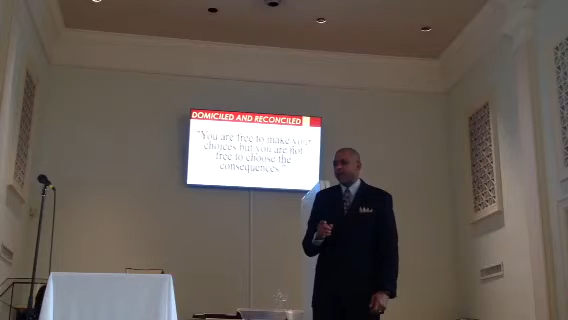 DOMICILED AND RECONCILED
"You are free to make your
choices but you are not
free to choose the
consequences."